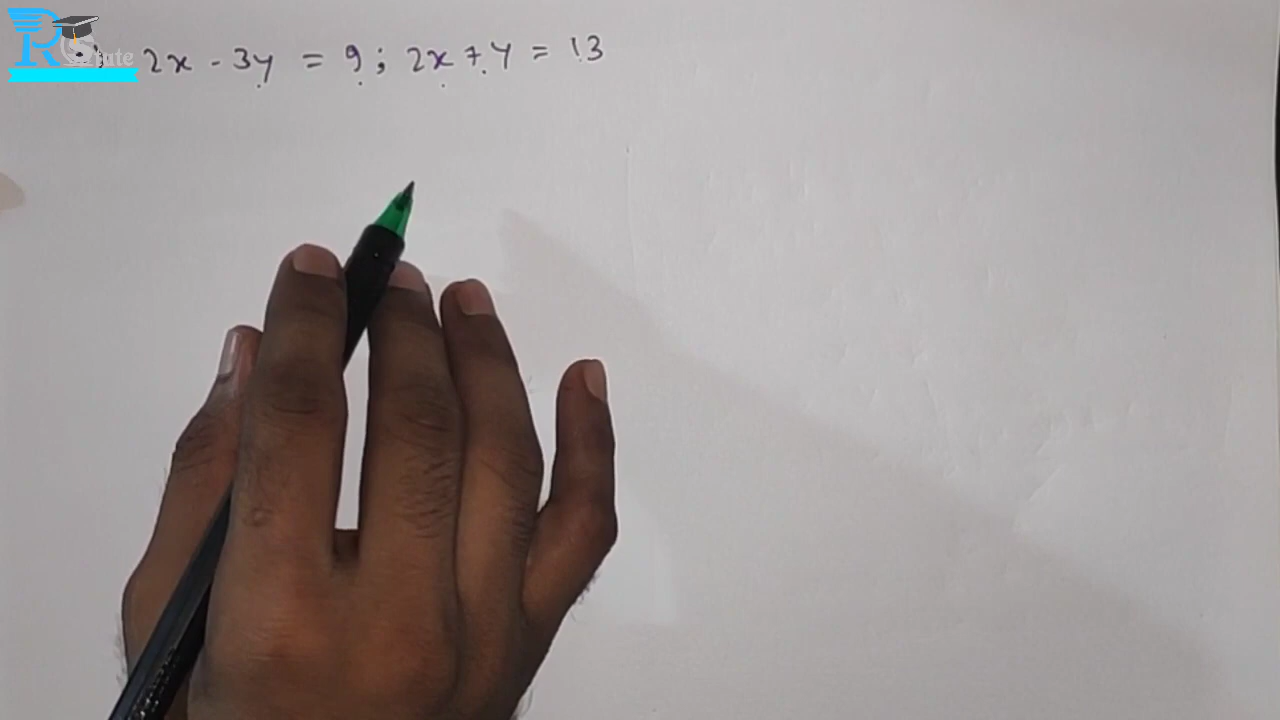 2x - 3y = 9 ; 2x + y = 13